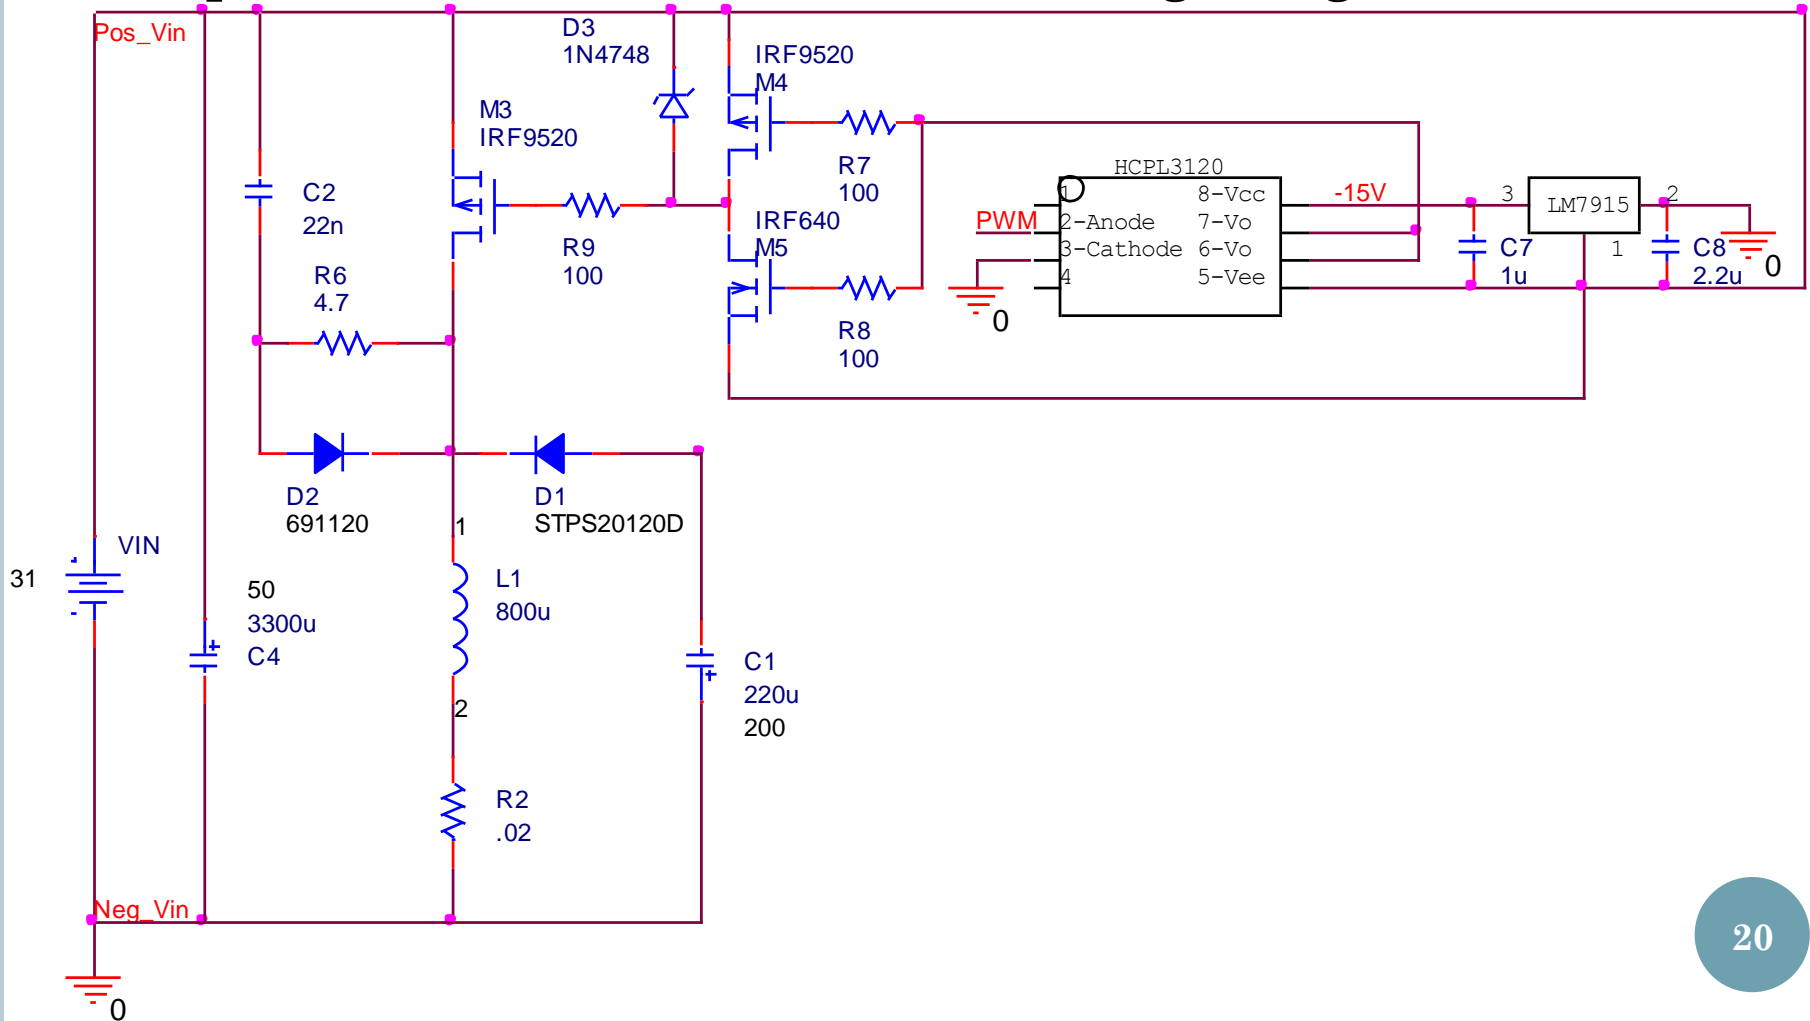 Pos_Vin
D3
1N4748
IRF9520
M4
M3
IRF9520
R7
100
HCPL3120
1
2-Anode
3-Cathode
4
8-Vcc
7-Vo
6-Vo
5-Vee
PWM
0
-15V
3
LM7915
2
1
C7
1u
C8
2.2u
0
C2
22n
R9
100
IRF640
M5
R6
4.7
R8
100
D2
691120
D1
STPS20120D
1
VIN
31
50
3300u
C4
L1
800u
2
C1
220u
200
R2
.02
Neg_Vin
0
20